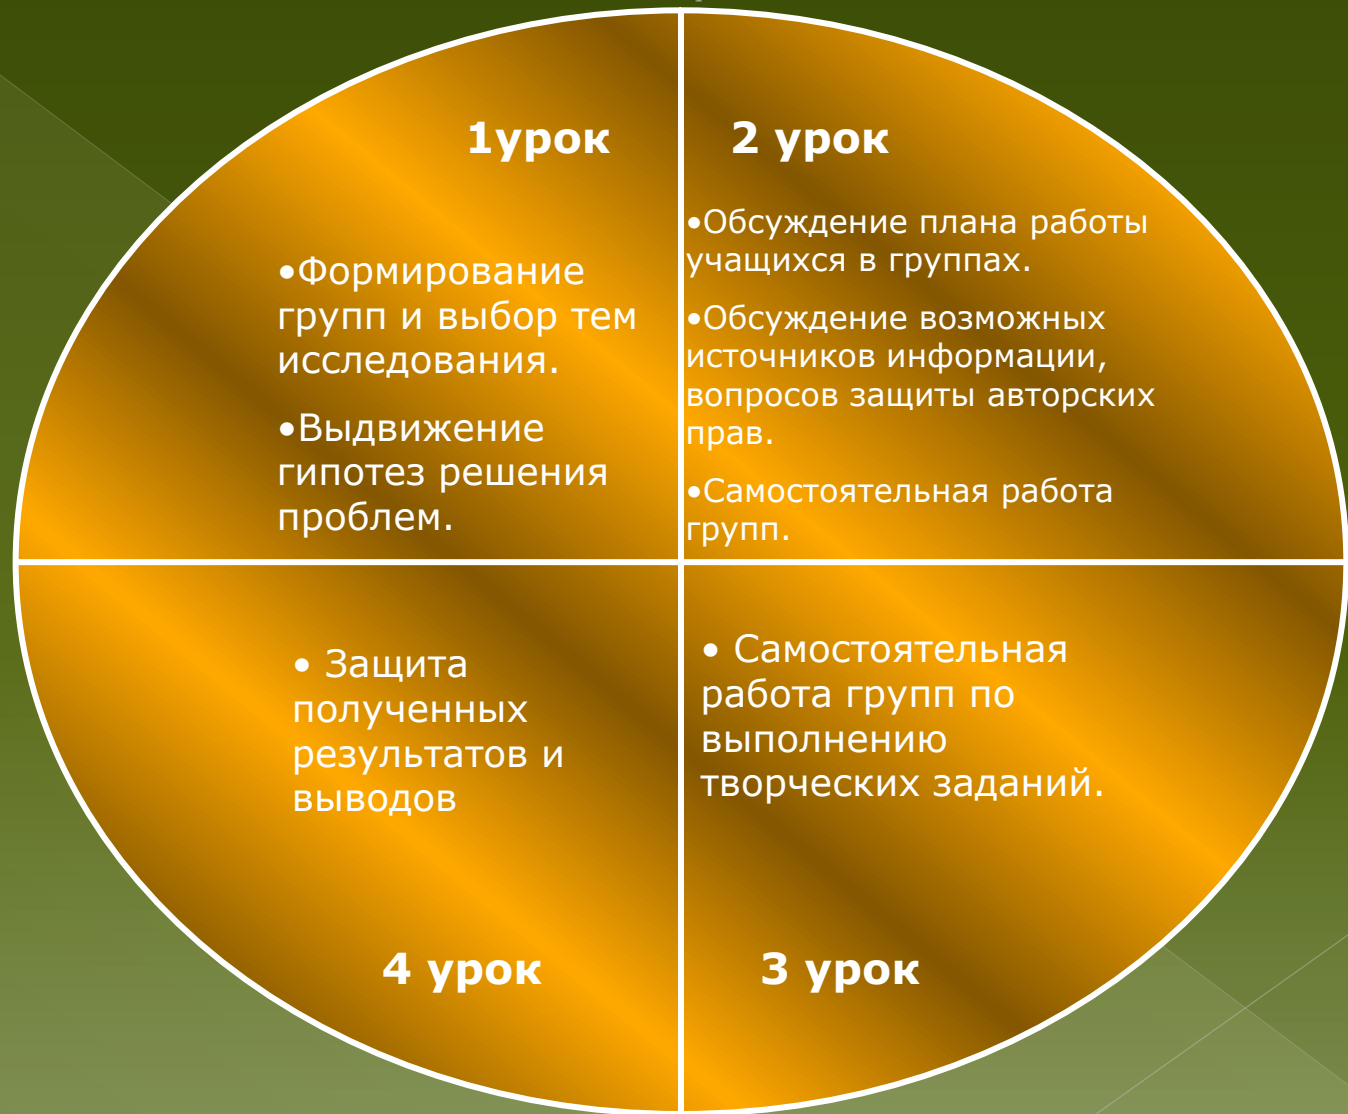 1урок
•Формирование
групп и выбор тем
исследования.
•Выдвижение
гипотез решения
проблем.
2 урок
•Обсуждение плана работы
учащихся в группах.
•Обсуждение возможных
источников информации,
вопросов защиты авторских
прав.
•Самостоятельная работа
групп.
• Самостоятельная
работа групп по
выполнению
творческих заданий.
3 урок
• Защита
полученных
результатов и
выводов
4 урок